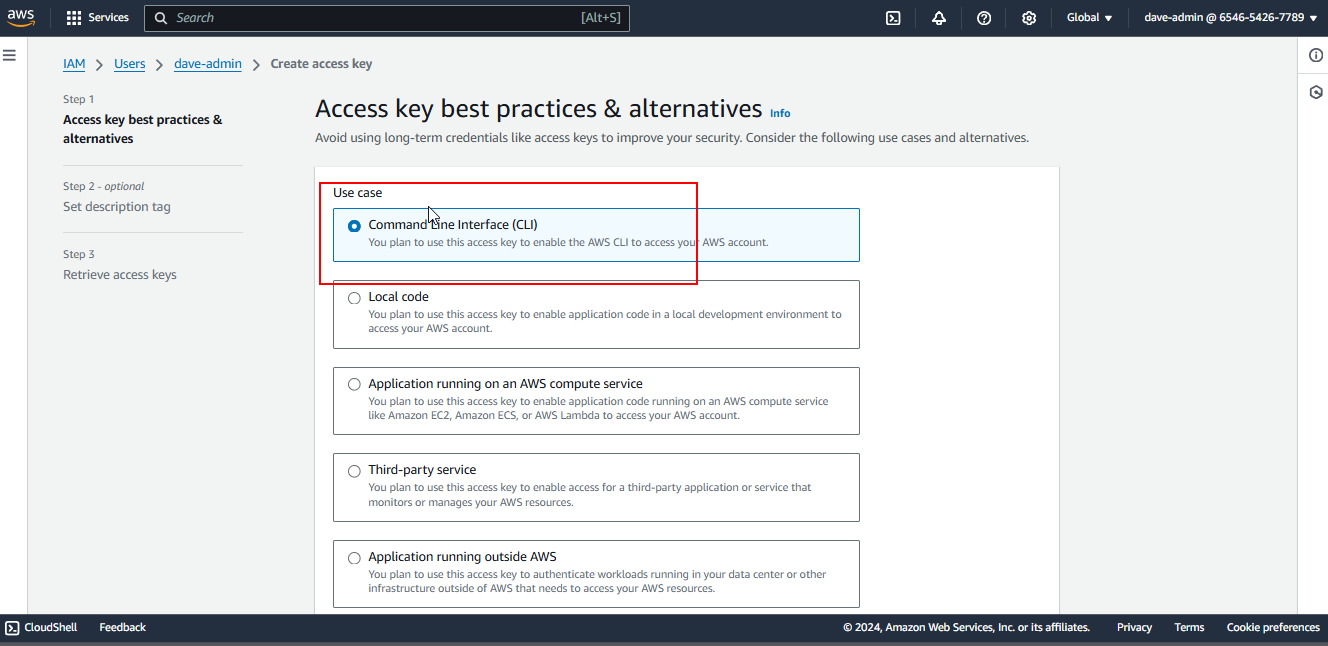 aws
Services
Search
[Alt+S]
Global
dave-admin @ 6546-5426-7789
IAM
Users
dave-admin
Create access key
Step 1
Access key best practices &
alternatives
Step 2 - optional
Set description tag
Step 3
Retrieve access keys
Access key best practices & alternatives Info
Avoid using long-term credentials like access keys to improve your security. Consider the following use cases and alternatives.
Use case
Command Line Interface (CLI)
You plan to use this access key to enable the AWS CLI to access your AWS account.
Local code
You plan to use this access key to enable application code in a local development environment to
access your AWS account.
Application running on an AWS compute service
You plan to use this access key to enable application code running on an AWS compute service
like Amazon EC2, Amazon ECS, or AWS Lambda to access your AWS account.
Third-party service
You plan to use this access key to enable access for a third-party application or service that
monitors or manages your AWS resources.
Application running outside AWS
You plan to use this access key to authenticate workloads running in your data center or other
infrastructure outside of AWS that needs to access your AWS resources.
CloudShell
Feedback
© 2024, Amazon Web Services, Inc. or its affiliates.
Privacy
Terms
Cookie preferences